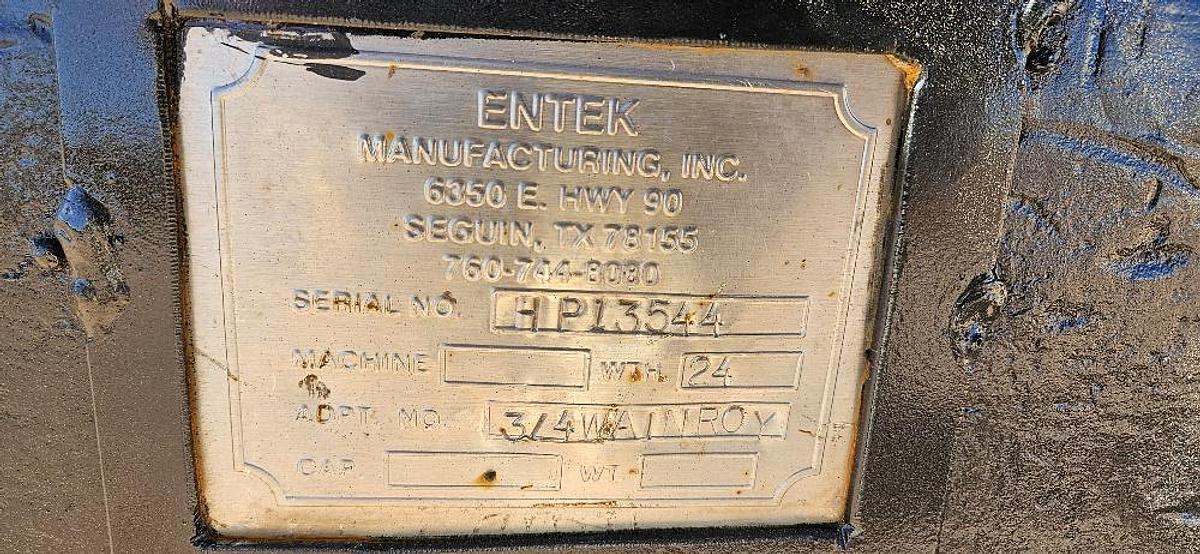 ENTEK
MANUFACTURING, INC.
6350 E. HWY 90
SEGUIN, TX 78155
760-744-8080
SERIAL NO. HP13544
MACHINE WTH. 24
ADPT. NO. 3/4WAINROY
CAP WT.